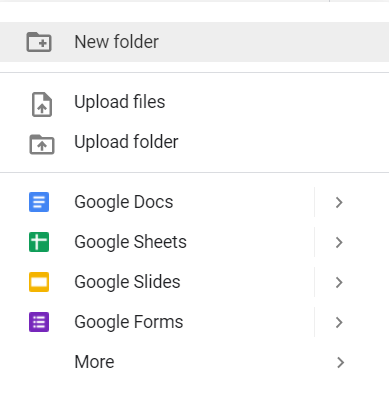 New folder
Upload files
Upload folder
Google Docs
Google Sheets
Google Slides
Google Forms
More